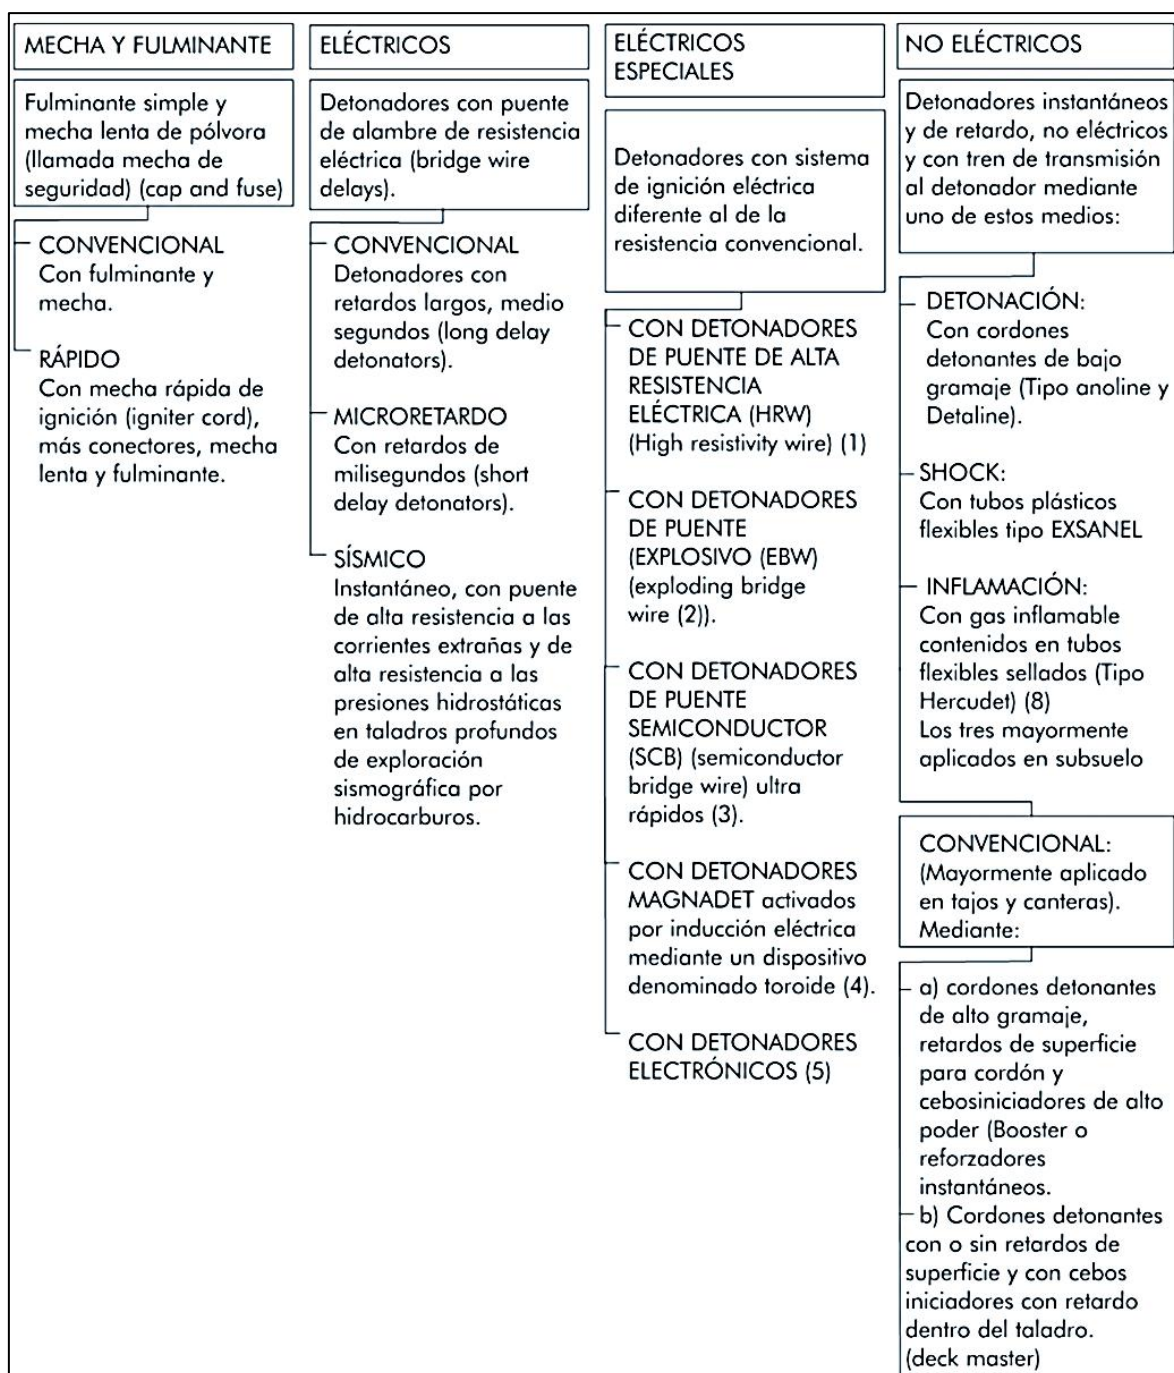 MECHA Y FULMINANTE
Fulminante simple y
mecha lenta de pólvora
(llamada mecha de
seguridad) (cap and fuse)
CONVENCIONAL
Con fulminante y
mecha.
RÁPIDO
Con mecha rápida de
ignición (igniter cord),
más conectores, mecha
lenta y fulminante.
ELÉCTRICOS
Detonadores con puente
de alambre de resistencia
eléctrica (bridge wire
delays).
CONVENCIONAL
Detonadores con
retardos largos, medio
segundos (long delay
detonators).
MICRORETARDO
Con retardos de
milisegundos (short
delay detonators).
SÍSMICO
Instantáneo, con puente
de alta resistencia a las
corrientes extrañas y de
alta resistencia a las
presiones hidrostáticas
en taladros profundos
de exploración
sismográfica por
hidrocarburos.
ELÉCTRICOS
ESPECIALES
Detonadores con sistema
de ignición eléctrica
diferente al de la
resistencia convencional.
CON DETONADORES
DE PUENTE DE ALTA
RESISTENCIA
ELÉCTRICA (HRW)
(High resistivity wire) (1)
CON DETONADORES
DE PUENTE
(EXPLOSIVO (EBW)
(exploding bridge
wire (2)).
CON DETONADORES
DE PUENTE
SEMICONDUCTOR
(SCB) (semiconductor
bridge wire) ultra
rápidos (3).
CON DETONADORES
MAGNADET activados
por inducción eléctrica
mediante un dispositivo
denominado toroide (4).
CON DETONADORES
ELECTRÓNICOS (5)
NO ELÉCTRICOS
Detonadores instantáneos
y de retardo, no eléctricos
y con tren de transmisión
al detonador mediante
uno de estos medios:
DETONACIÓN:
Con cordones
detonantes de bajo
gramaje (Tipo anoline y
Detaline).
SHOCK:
Con tubos plásticos
flexibles tipo EXSANEL
INFLAMACIÓN:
Con gas inflamable
contenidos en tubos
flexibles sellados (Tipo
Hercudet) (8)
Los tres mayormente
aplicados en subsuelo
CONVENCIONAL:
(Mayormente aplicado
en tajos y canteras).
Mediante:
a) cordones detonantes
de alto gramaje,
retardos de superficie
para cordón y
cebosiniciadores de alto
poder (Booster o
reforzadores
instantáneos.
b) Cordones detonantes
con o sin retardos de
superficie y con cebos
iniciadores con retardo
dentro del taladro.
(deck master)